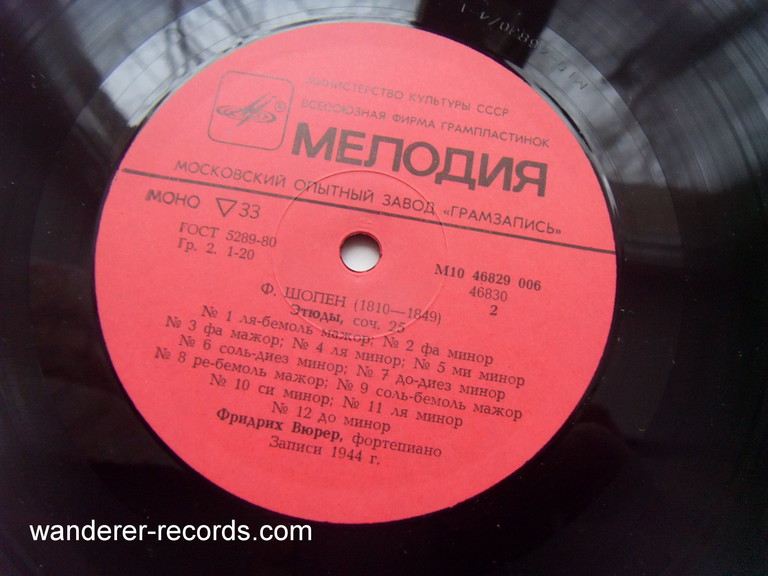 М10 46830/4-1
МИНИСТЕРСТВО КУЛЬТУРЫ СССР
ВСЕСОЮЗНАЯ ФИРМА ГРАМПЛАСТИНОК
МЕЛОДИЯ
МОСКОВСКИЙ ОПЫТНЫЙ ЗАВОД «ГРАМЗАПИСЬ»
МОНО ▽33
ГОСТ 5289-80
Гр. 2. 1-20
М10 46829 006
46830
2
Ф. ШОПЕН (1810—1849)
Этюды, соч. 25
№ 1 ля-бемоль мажор; № 2 фа минор
№ 3 фа мажор; № 4 ля минор; № 5 ми минор
№ 6 соль-диез минор; № 7 до-диез минор
№ 8 ре-бемоль мажор; № 9 соль-бемоль мажор
№ 10 си минор; № 11 ля минор
№ 12 до минор
Фридрих Вюрер, фортепиано
Записи 1944 г.
wanderer-records.com